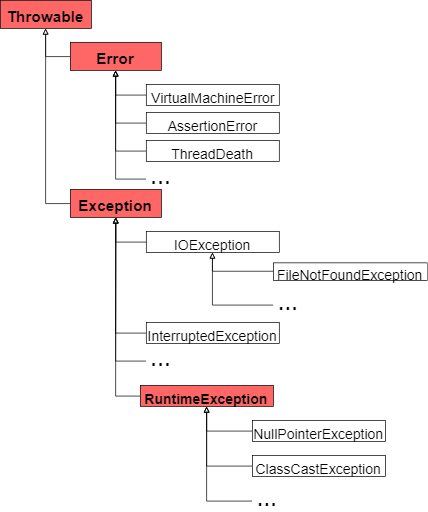 Throwable
Error
VirtualMachineError
AssertionError
ThreadDeath
...
Exception
IOException
FileNotFoundException
...
InterruptedException
...
RuntimeException
NullPointerException
ClassCastException
...